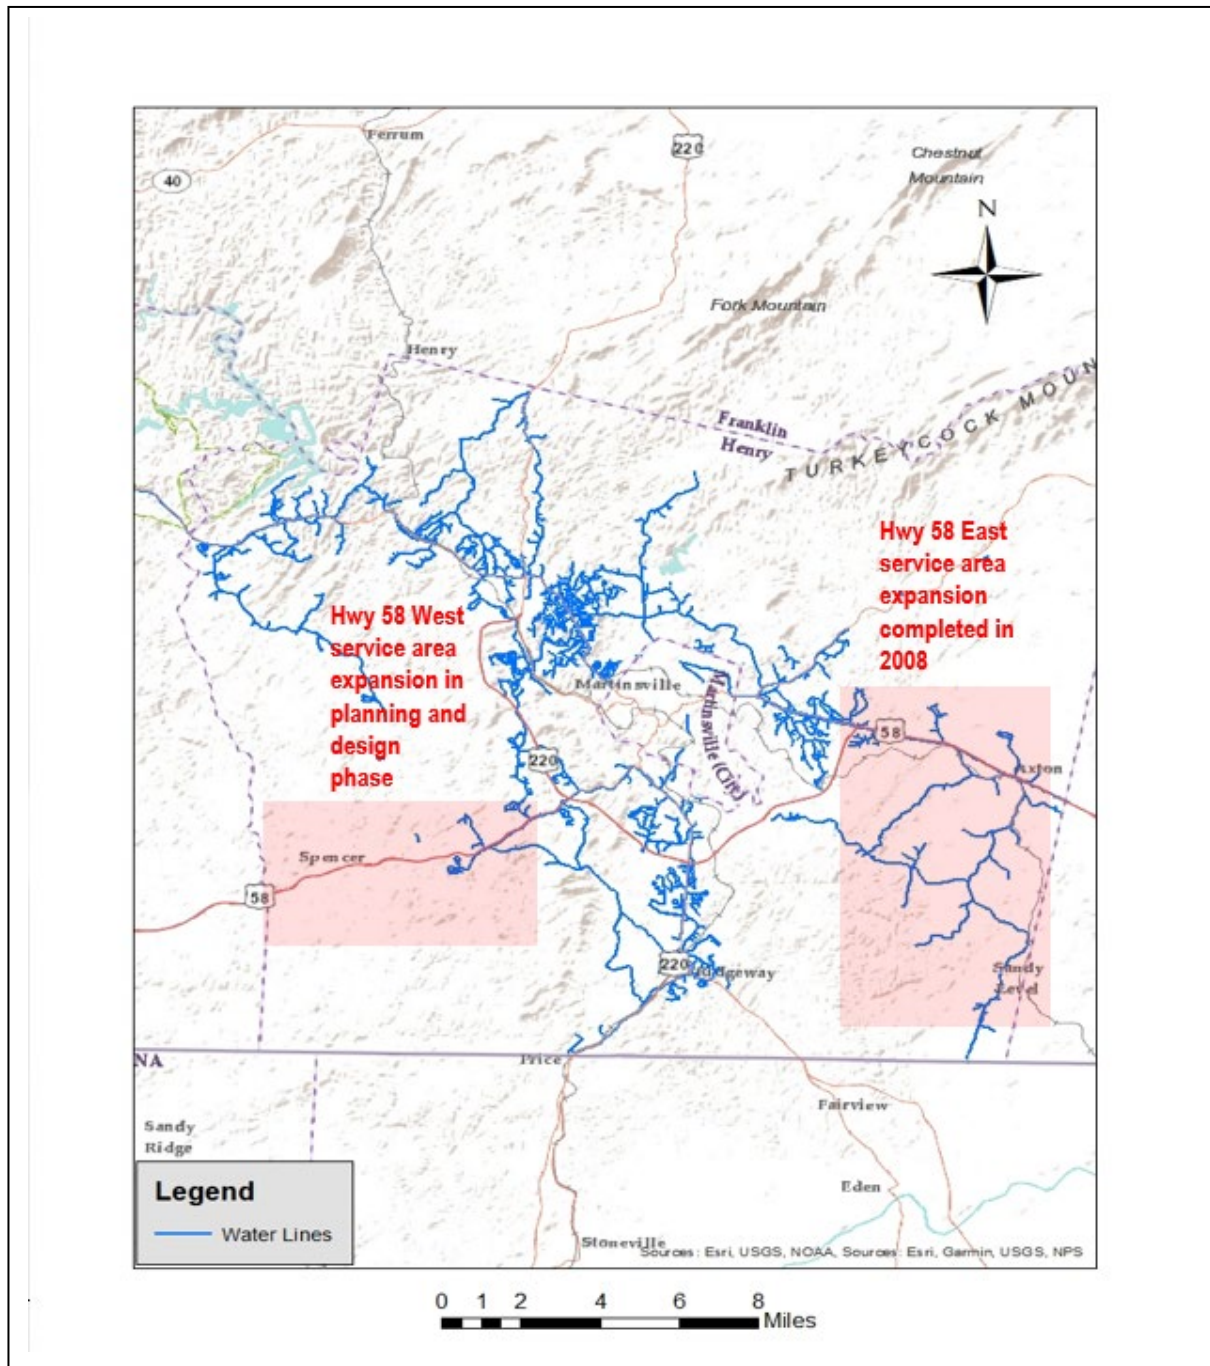 Ferrum
220
Chestnut
Mountain
40
N
Fork Mountain
Henry
Franklin
Henry
TURKEYCOCK MOUN
Hwy 58 East
service area
expansion
completed in
2008
Hwy 58 West
service area
expansion in
planning and
design
phase
Martinsville
Martinsville (City)
58
220
Axton
Spencer
58
220
Ridgeway
Sandy
Level
NA
Price
Fairview
Sandy
Ridge
Eden
Legend
Water Lines
Stoneville
Sources: Esri, USGS, NOAA, Sources: Esri, Garmin, USGS, NPS
0 1 2 4 6 8
Miles